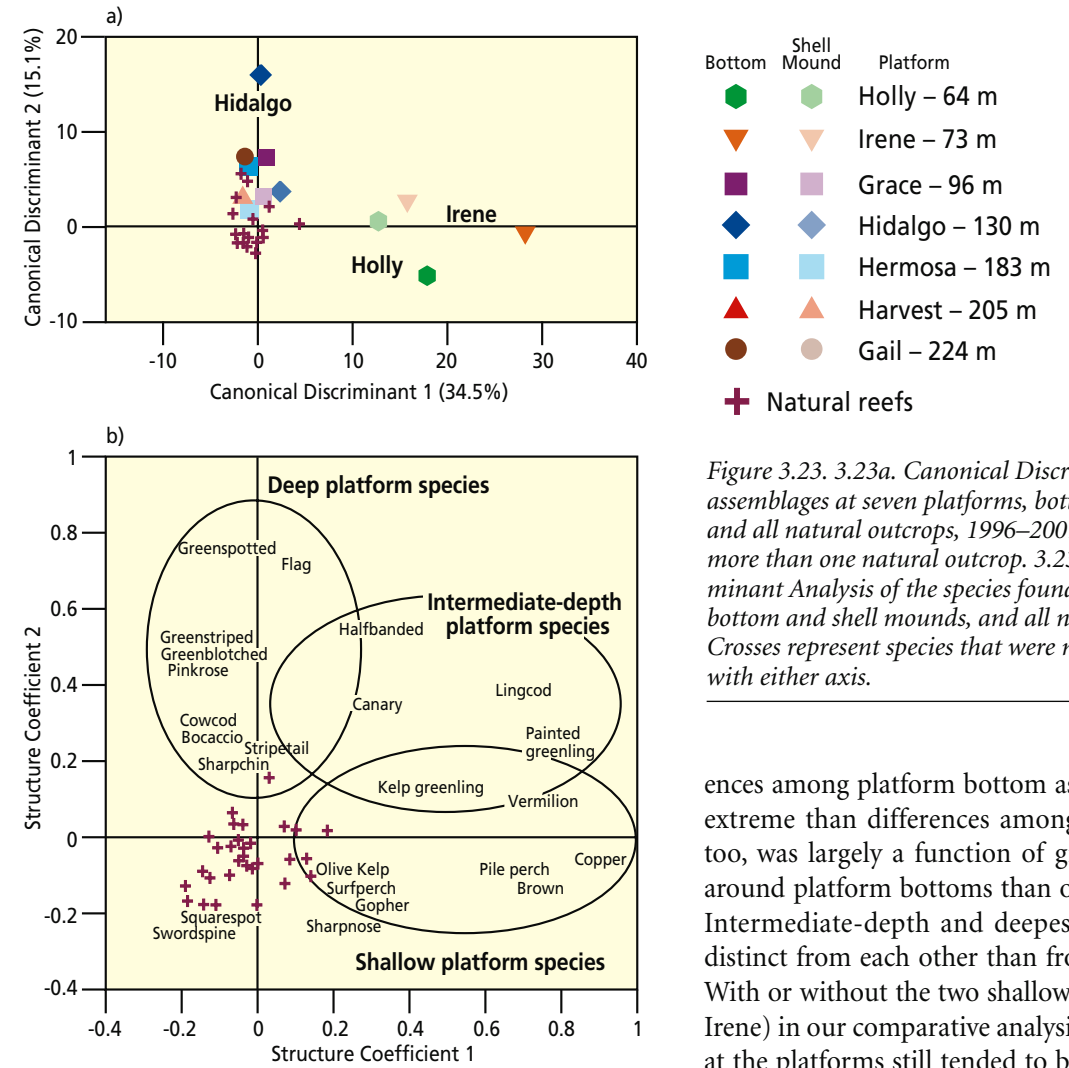 a)
20
10
0
-10
Canonical Discriminant 2 (15.1%)
Hidalgo
Irene
Holly
-10 0 10 20 30 40
Canonical Discriminant 1 (34.5%)
Bottom Shell Mound Platform
Holly – 64 m
Irene – 73 m
Grace – 96 m
Hidalgo – 130 m
Hermosa – 183 m
Harvest – 205 m
Gail – 224 m
Natural reefs
b)
1
0.8
0.6
0.4
0.2
0
-0.2
-0.4
Structure Coefficient 2
Deep platform species
Greenspotted
Flag
Intermediate-depth
platform species
Halfbanded
Greenstriped
Greenblotched
Pinkrose
Lingcod
Canary
Cowcod
Bocaccio
Stripetail
Sharpchin
Painted
greenling
Kelp greenling
Vermilion
Copper
Olive Kelp
Surfperch
Gopher
Sharpnose
Pile perch
Brown
Squarespot
Swordspine
Shallow platform species
-0.4 -0.2 0 0.2 0.4 0.6 0.8 1
Structure Coefficient 1
Figure 3.23. 3.23a. Canonical Discr
assemblages at seven platforms, bot
and all natural outcrops, 1996–200
more than one natural outcrop. 3.23
minant Analysis of the species found
bottom and shell mounds, and all n
Crosses represent species that were n
with either axis.
ences among platform bottom as
extreme than differences among
too, was largely a function of g
around platform bottoms than o
Intermediate-depth and deepes
distinct from each other than fro
With or without the two shallow
Irene) in our comparative analysi
at the platforms still tended to b